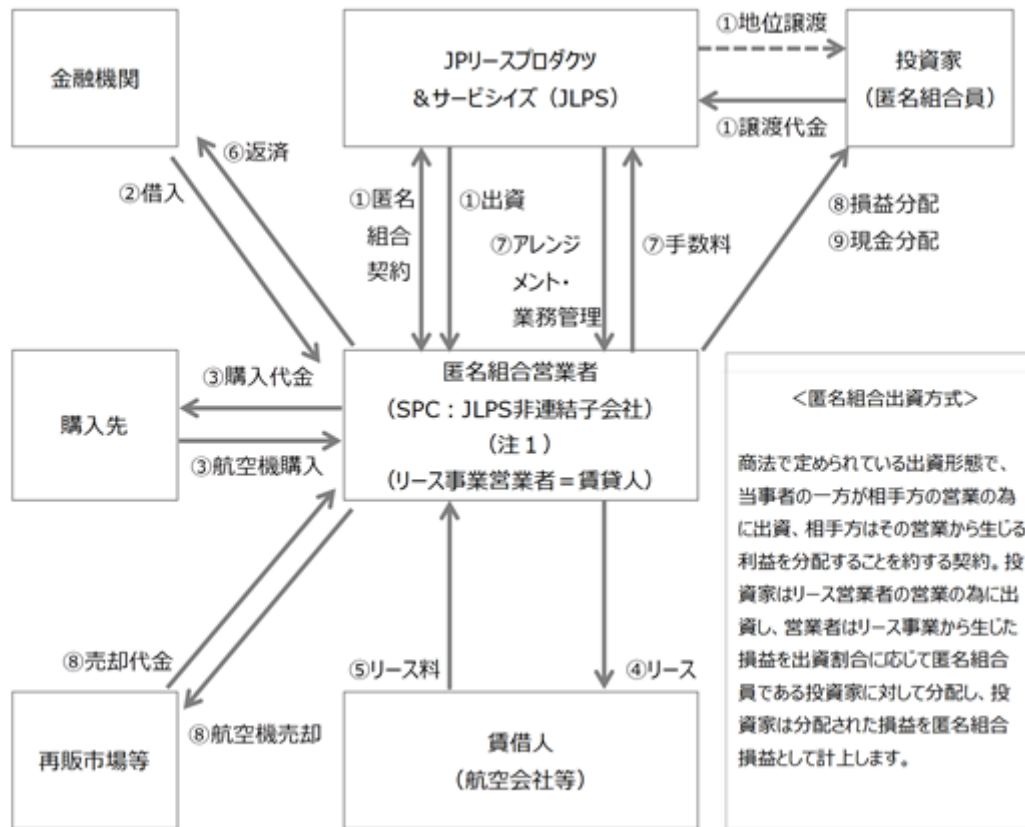 ①地位譲渡
金融機関
JPリースプロダクツ
&サービシイズ（JLPS）
投資家
（匿名組合員）
①譲渡代金
⑥返済
②借入
①匿名
組合
契約
①出資
⑦アレンジ
メント・
業務管理
⑦手数料
⑧損益分配
⑨現金分配
購入先
③購入代金
③航空機購入
匿名組合営業者
（SPC：JLPS非連結子会社）
（注１）
（リース事業営業者＝賃貸人）
＜匿名組合出資方式＞
商法で定められている出資形態で、
当事者の一方が相手方の営業の為
に出資、相手方はその営業から生じる
利益を分配することを約する契約。投
資家はリース営業者の営業の為に出
資し、営業者はリース事業から生じた
損益を出資割合に応じて匿名組合
員である投資家に対して分配し、投
資家は分配された損益を匿名組合
損益として計上します。
⑧売却代金
⑧航空機売却
⑤リース料
④リース
再販市場等
賃借人
（航空会社等）